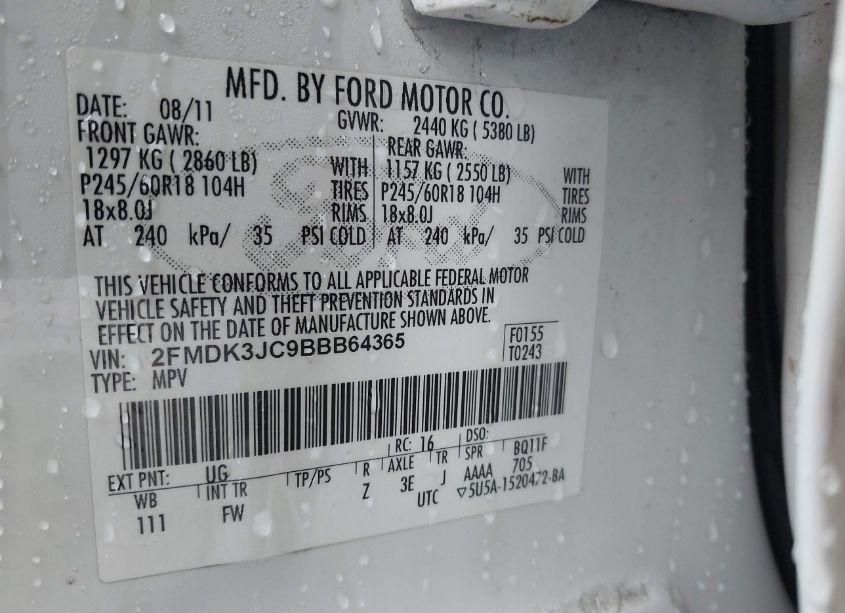 MFD. BY FORD MOTOR CO.
DATE: 08/11 GVWR: 2440 KG ( 5380 LB)
FRONT GAWR: REAR GAWR:
1297 KG ( 2860 LB) WITH 1157 KG ( 2550 LB) WITH
P245/60R18 104H TIRES P245/60R18 104H TIRES
18x8.0J RIMS 18x8.0J RIMS
AT 240 kPa/ 35 PSI COLD AT 240 kPa/ 35 PSI COLD
THIS VEHICLE CONFORMS TO ALL APPLICABLE FEDERAL MOTOR
VEHICLE SAFETY AND THEFT PREVENTION STANDARDS IN
EFFECT ON THE DATE OF MANUFACTURE SHOWN ABOVE.
VIN: 2FMDK3JC9BBB64365 F0155
TYPE: MPV T0243
EXT PNT: UG RC: 16 DSO: BQ11F
WB INT TR TP/PS R AXLE TR SPR 705
111 FW Z 3E J AAAA
UTC ▽5U5A-1520472-BA